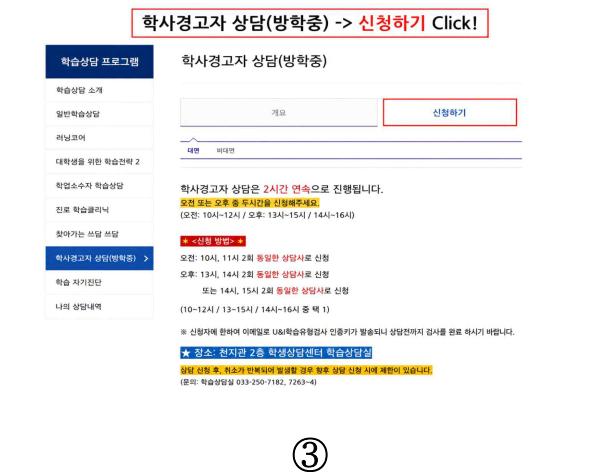 학사경고자 상담(방학중) -> 신청하기 Click!
학습상담 프로그램
학습상담 소개
일반학습상담
러닝코어
대학생을 위한 학습전략 2
학업소수자 학습상담
진로 학습클리닉
찾아가는 쓰담 쓰담
학사경고자 상담(방학중) >
학습 자기진단
나의 상담내역
학사경고자 상담(방학중)
개요 신청하기
대면 비대면
학사경고자 상담은 2시간 연속으로 진행됩니다.
오전 또는 오후 중 두시간을 신청해주세요.
(오전: 10시~12시 / 오후: 13시~15시 / 14시~16시)
★ <신청 방법> ★
오전: 10시, 11시 2회 동일한 상담사로 신청
오후: 13시, 14시 2회 동일한 상담사로 신청
또는 14시, 15시 2회 동일한 상담사로 신청
(10~12시 / 13~15시 / 14시~16시 중 택 1)
※ 신청자에 한하여 이메일로 U&I학습유형검사 인증키가 발송되니 상담전까지 검사를 완료 하시기 바랍니다.
★ 장소: 천지관 2층 학생상담센터 학습상담실
상담 신청 후, 취소가 반복되어 발생할 경우 향후 상담 신청 시에 제한이 있습니다.
(문의: 학습상담실 033-250-7182, 7263~4)
③